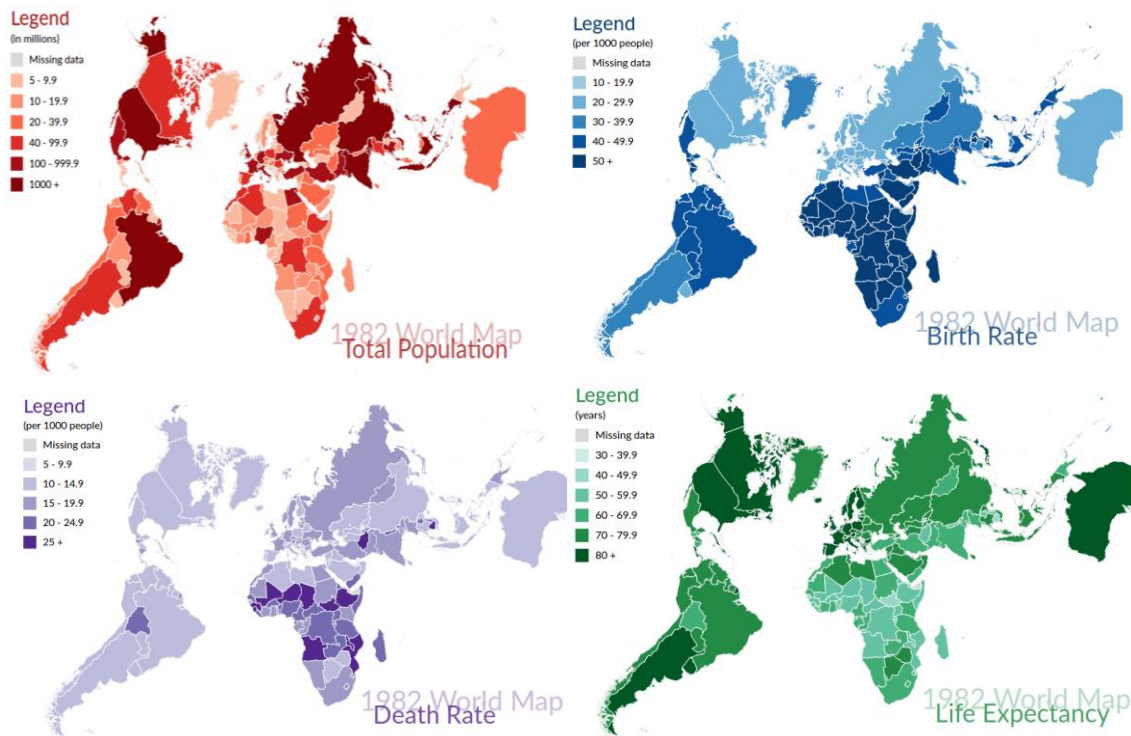 Legend
(in millions)
Missing data
5 - 9.9
10 - 19.9
20 - 39.9
40 - 99.9
100 - 999.9
1000 +
1982 World Map
Total Population
Legend
(per 1000 people)
Missing data
10 - 19.9
20 - 29.9
30 - 39.9
40 - 49.9
50 +
1982 World Map
Birth Rate
Legend
(per 1000 people)
Missing data
5 - 9.9
10 - 14.9
15 - 19.9
20 - 24.9
25 +
1982 World Map
Death Rate
Legend
(years)
Missing data
30 - 39.9
40 - 49.9
50 - 59.9
60 - 69.9
70 - 79.9
80 +
1982 World Map
Life Expectancy